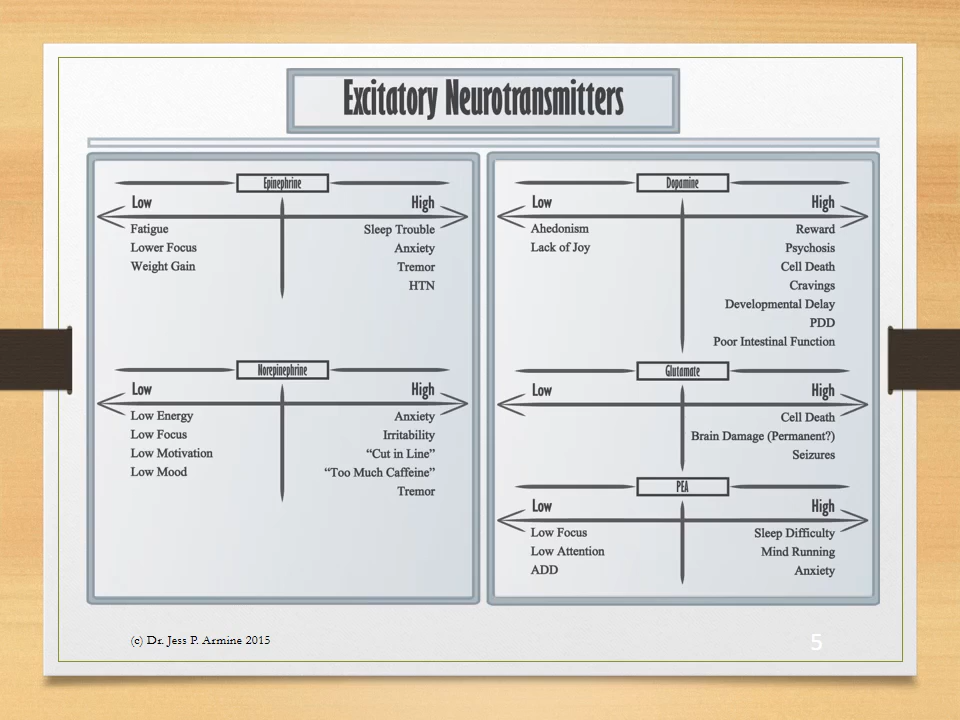 Excitatory Neurotransmitters
Epinephrine
Low
High
Fatigue
Lower Focus
Weight Gain
Sleep Trouble
Anxiety
Tremor
HTN
Norepinephrine
Low
High
Low Energy
Low Focus
Low Motivation
Low Mood
Anxiety
Irritability
“Cut in Line”
“Too Much Caffeine”
Tremor
Dopamine
Low
High
Ahedonism
Lack of Joy
Reward
Psychosis
Cell Death
Cravings
Developmental Delay
PDD
Poor Intestinal Function
Glutamate
Low
High
Cell Death
Brain Damage (Permanent?)
Seizures
PEA
Low
High
Low Focus
Low Attention
ADD
Sleep Difficulty
Mind Running
Anxiety
(c) Dr. Jess P. Armine 2015
5